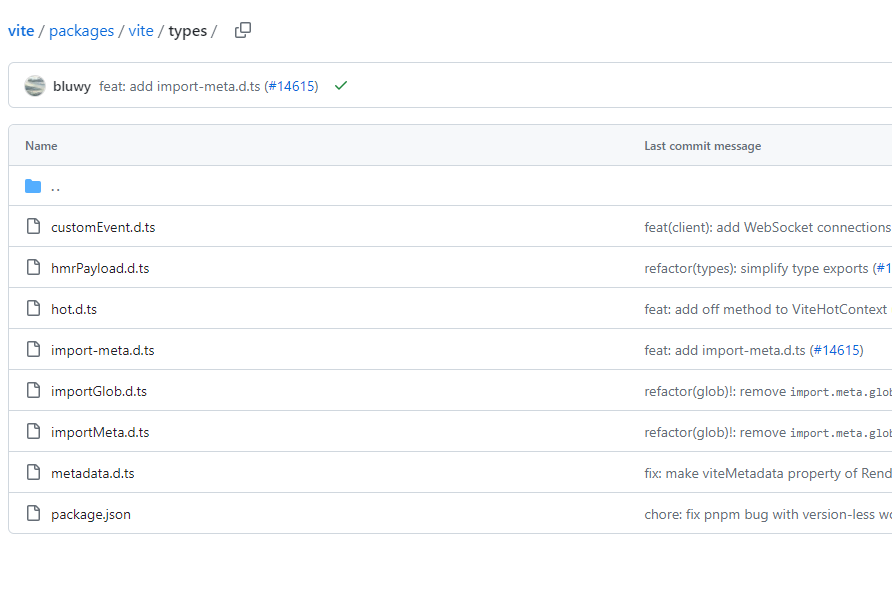 vite / packages / vite / types /
bluwy feat: add import-meta.d.ts (#14615)
Name Last commit message
..
customEvent.d.ts feat(client): add WebSocket connections
hmrPayload.d.ts refactor(types): simplify type exports (#1
hot.d.ts feat: add off method to ViteHotContext
import-meta.d.ts feat: add import-meta.d.ts (#14615)
importGlob.d.ts refactor(glob)!: remove import.meta.glob
importMeta.d.ts refactor(glob)!: remove import.meta.glob
metadata.d.ts fix: make viteMetadata property of Rend
package.json chore: fix pnpm bug with version-less wo